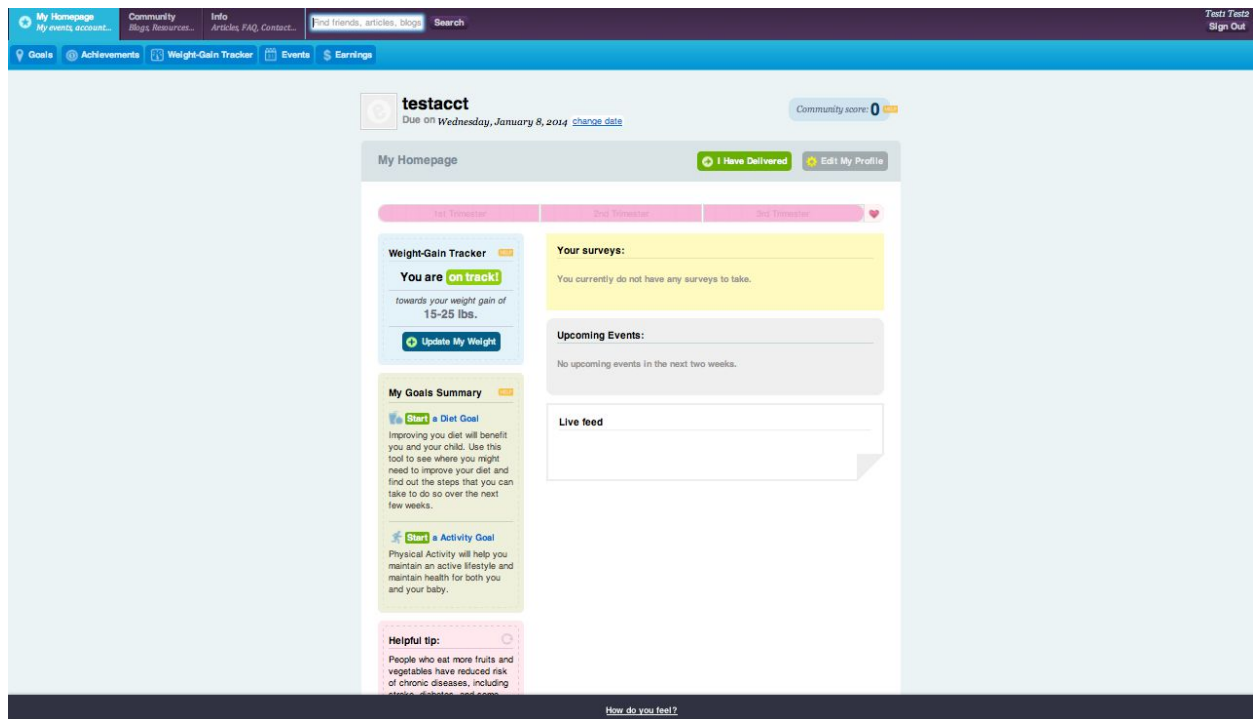 My Homepage
My events, account...
Community
Blogs, Resources...
Info
Articles, FAQ, Contact...
Find friends, articles, blogs
Search
Test1 Test2
Sign Out
Goals
Achievements
Weight-Gain Tracker
Events
$ Earnings
testacct
Due on Wednesday, January 8, 2014 change date
Community score: 0 HELP
My Homepage
I Have Delivered
Edit My Profile
1st Trimester
2nd Trimester
3rd Trimester
Weight-Gain Tracker HELP
You are on track!
towards your weight gain of
15-25 lbs.
Update My Weight
My Goals Summary HELP
Start a Diet Goal
Improving you diet will benefit
you and your child. Use this
tool to see where you might
need to improve your diet and
find out the steps that you can
take to do so over the next
few weeks.
Start a Activity Goal
Physical Activity will help you
maintain an active lifestyle and
maintain health for both you
and your baby.
Helpful tip:
People who eat more fruits and
vegetables have reduced risk
of chronic diseases, including
stroke, diabetes, and some
Your surveys:
You currently do not have any surveys to take.
Upcoming Events:
No upcoming events in the next two weeks.
Live feed
How do you feel?